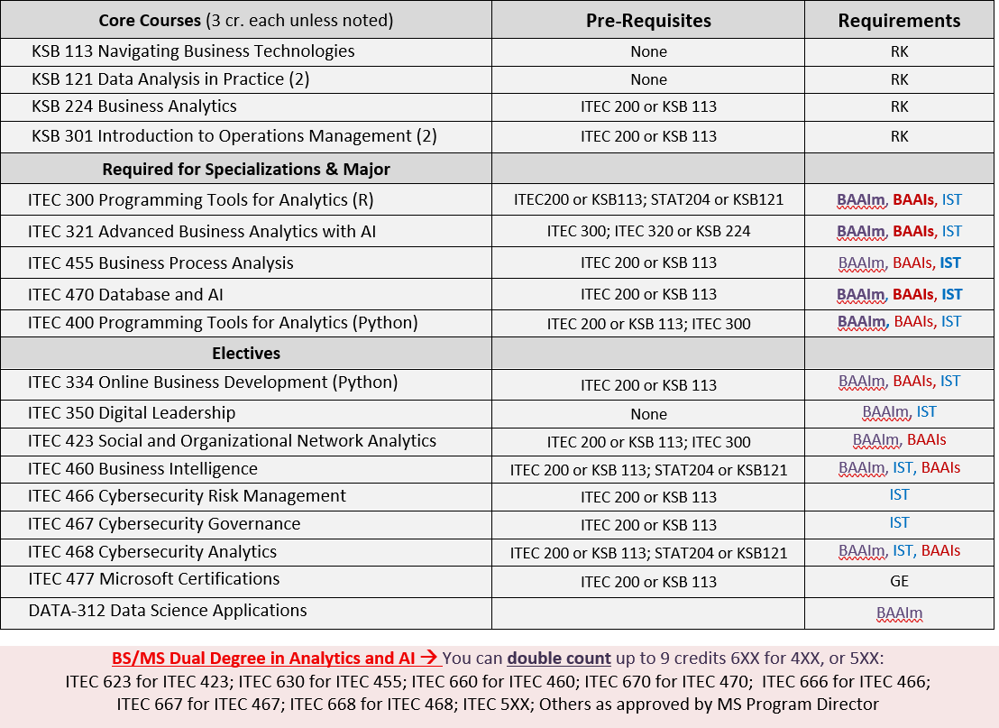 Core Courses (3 cr. each unless noted) Pre-Requisites Requirements
KSB 113 Navigating Business Technologies None RK
KSB 121 Data Analysis in Practice (2) None RK
KSB 224 Business Analytics ITEC 200 or KSB 113 RK
KSB 301 Introduction to Operations Management (2) ITEC 200 or KSB 113 RK
Required for Specializations & Major
ITEC 300 Programming Tools for Analytics (R) ITEC200 or KSB113; STAT204 or KSB121 BAAIm, BAAIs, IST
ITEC 321 Advanced Business Analytics with AI ITEC 300; ITEC 320 or KSB 224 BAAIm, BAAIs, IST
ITEC 455 Business Process Analysis ITEC 200 or KSB 113 BAAIm, BAAIs, IST
ITEC 470 Database and AI ITEC 200 or KSB 113 BAAIm, BAAIs, IST
ITEC 400 Programming Tools for Analytics (Python) ITEC 200 or KSB 113; ITEC 300 BAAIm, BAAIs, IST
Electives
ITEC 334 Online Business Development (Python) ITEC 200 or KSB 113 BAAIm, BAAIs, IST
ITEC 350 Digital Leadership None BAAIm, IST
ITEC 423 Social and Organizational Network Analytics ITEC 200 or KSB 113; ITEC 300 BAAIm, BAAIs
ITEC 460 Business Intelligence ITEC 200 or KSB 113; STAT204 or KSB121 BAAIm, IST, BAAIs
ITEC 466 Cybersecurity Risk Management ITEC 200 or KSB 113 IST
ITEC 467 Cybersecurity Governance ITEC 200 or KSB 113 IST
ITEC 468 Cybersecurity Analytics ITEC 200 or KSB 113; STAT204 or KSB121 BAAIm, IST, BAAIs
ITEC 477 Microsoft Certifications ITEC 200 or KSB 113 GE
DATA-312 Data Science Applications BAAIm
BS/MS Dual Degree in Analytics and AI → You can double count up to 9 credits 6XX for 4XX, or 5XX:
ITEC 623 for ITEC 423; ITEC 630 for ITEC 455; ITEC 660 for ITEC 460; ITEC 670 for ITEC 470; ITEC 666 for ITEC 466;
ITEC 667 for ITEC 467; ITEC 668 for ITEC 468; ITEC 5XX; Others as approved by MS Program Director